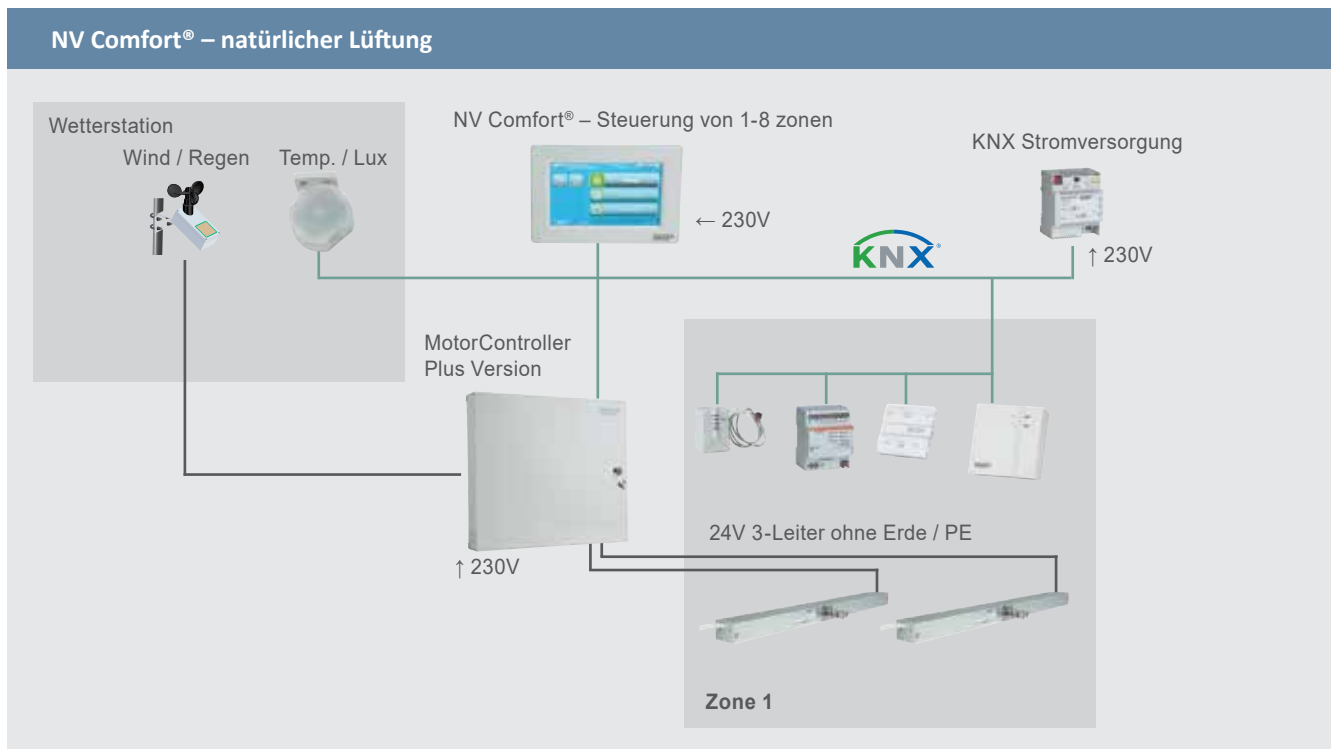 NV Comfort® – natürlicher Lüftung
Wetterstation
Wind / Regen
Temp. / Lux
NV Comfort® – Steuerung von 1-8 zonen
← 230V
KNX Stromversorgung
↑ 230V
KNX®
MotorController
Plus Version
↑ 230V
24V 3-Leiter ohne Erde / PE
Zone 1